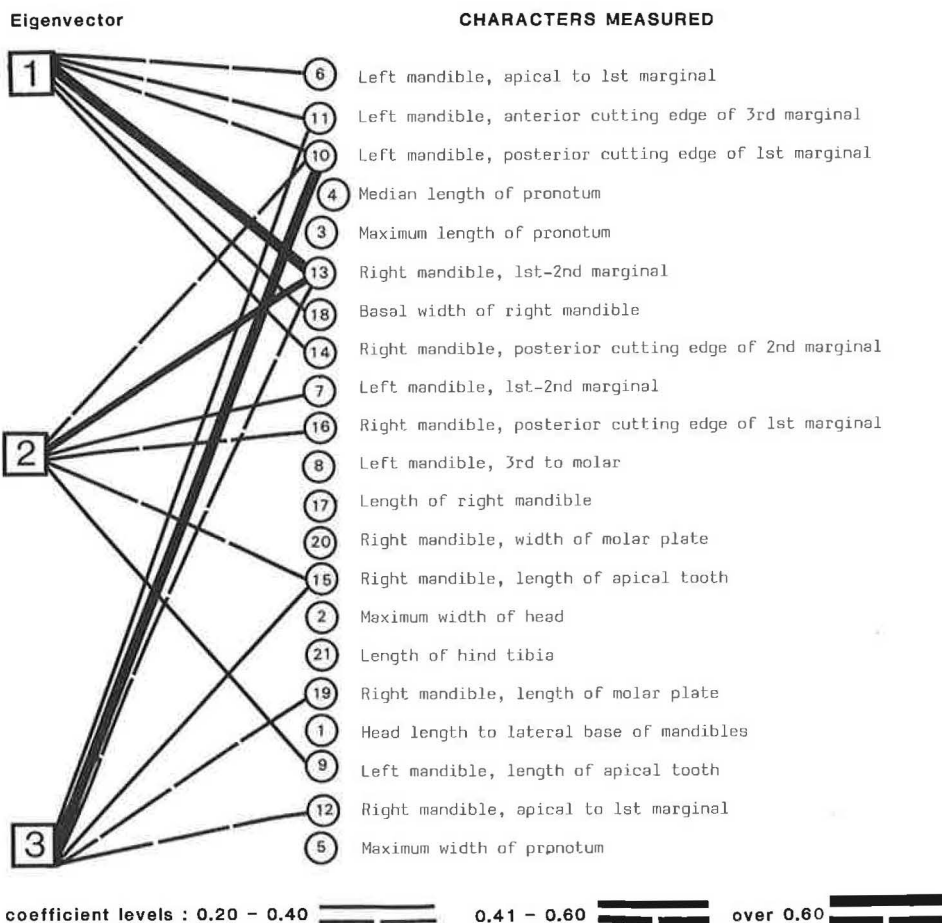 Eigenvector CHARACTERS MEASURED
1
6 Left mandible, apical to 1st marginal
11 Left mandible, anterior cutting edge of 3rd marginal
10 Left mandible, posterior cutting edge of 1st marginal
4 Median length of pronotum
3 Maximum length of pronotum
13 Right mandible, 1st-2nd marginal
18 Basal width of right mandible
14 Right mandible, posterior cutting edge of 2nd marginal
7 Left mandible, 1st-2nd marginal
2
16 Right mandible, posterior cutting edge of 1st marginal
8 Left mandible, 3rd to molar
17 Length of right mandible
20 Right mandible, width of molar plate
15 Right mandible, length of apical tooth
2 Maximum width of head
21 Length of hind tibia
19 Right mandible, length of molar plate
1 Head length to lateral base of mandibles
9 Left mandible, length of apical tooth
12 Right mandible, apical to 1st marginal
3
5 Maximum width of pronotum
coefficient levels : 0.20 - 0.40 0.41 - 0.60 over 0.60